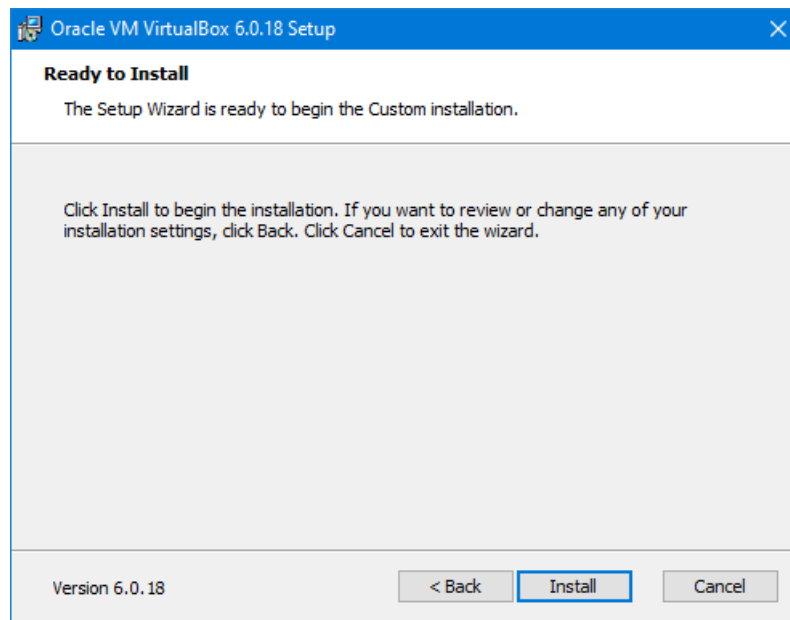 Oracle VM VirtualBox 6.0.18 Setup
Ready to Install
The Setup Wizard is ready to begin the Custom installation.
Click Install to begin the installation. If you want to review or change any of your
installation settings, click Back. Click Cancel to exit the wizard.
Version 6.0.18
< Back
Install
Cancel